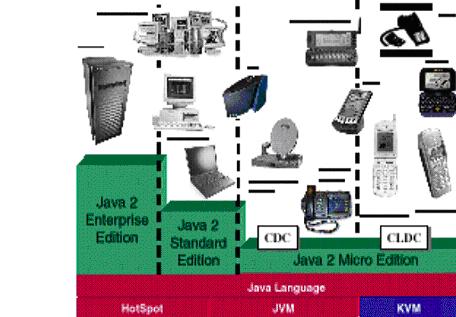 Java 2
Enterprise
Edition
Java 2
Standard
Edition
CDC
CLDC
Java 2 Micro Edition
Java Language
HotSpot
JVM
KVM